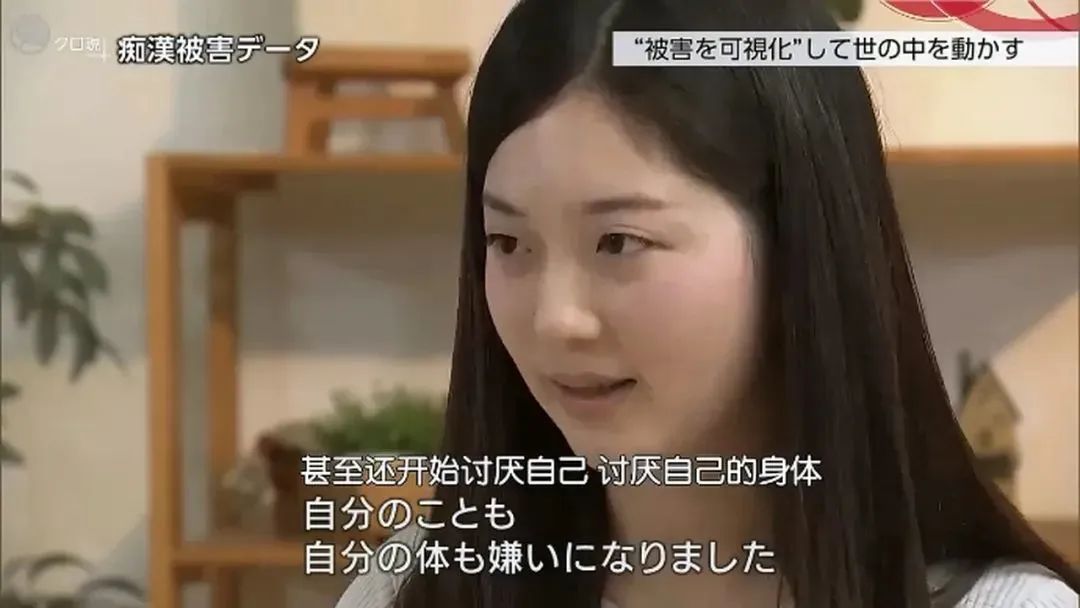 クロ現
痴漢被害データ
“被害を可視化”して世の中を動かす
甚至还开始讨厌自己 讨厌自己的身体
自分のことも
自分の体も嫌いになりました